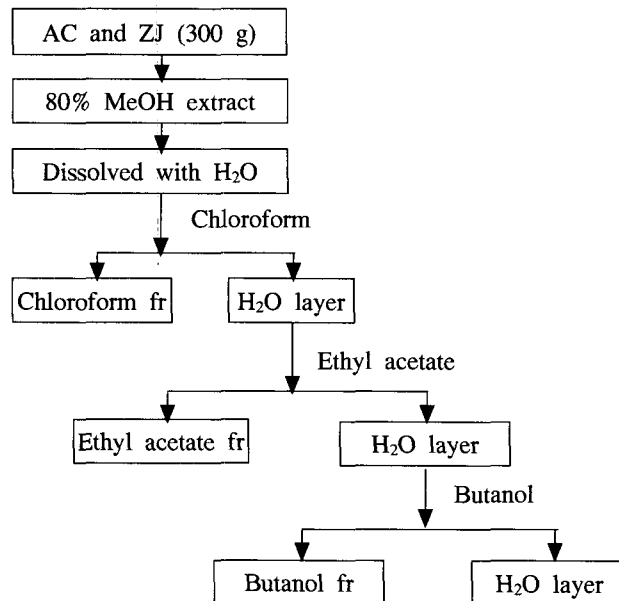 AC and ZJ (300 g)
80% MeOH extract
Dissolved with H₂O
Chloroform
Chloroform fr
H₂O layer
Ethyl acetate
Ethyl acetate fr
H₂O layer
Butanol
Butanol fr
H₂O layer